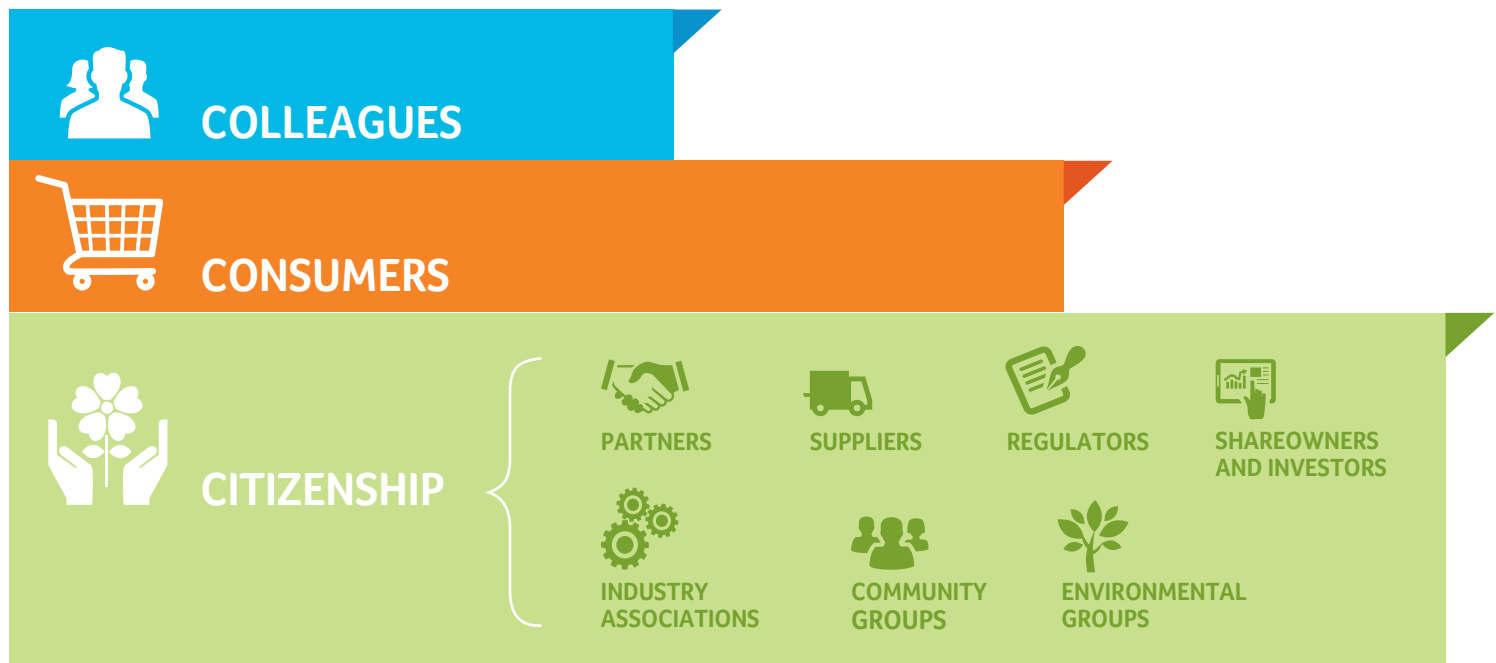 COLLEAGUES
CONSUMERS
CITIZENSHIP
PARTNERS
SUPPLIERS
REGULATORS
SHAREOWNERS
AND INVESTORS
INDUSTRY
ASSOCIATIONS
COMMUNITY
GROUPS
ENVIRONMENTAL
GROUPS